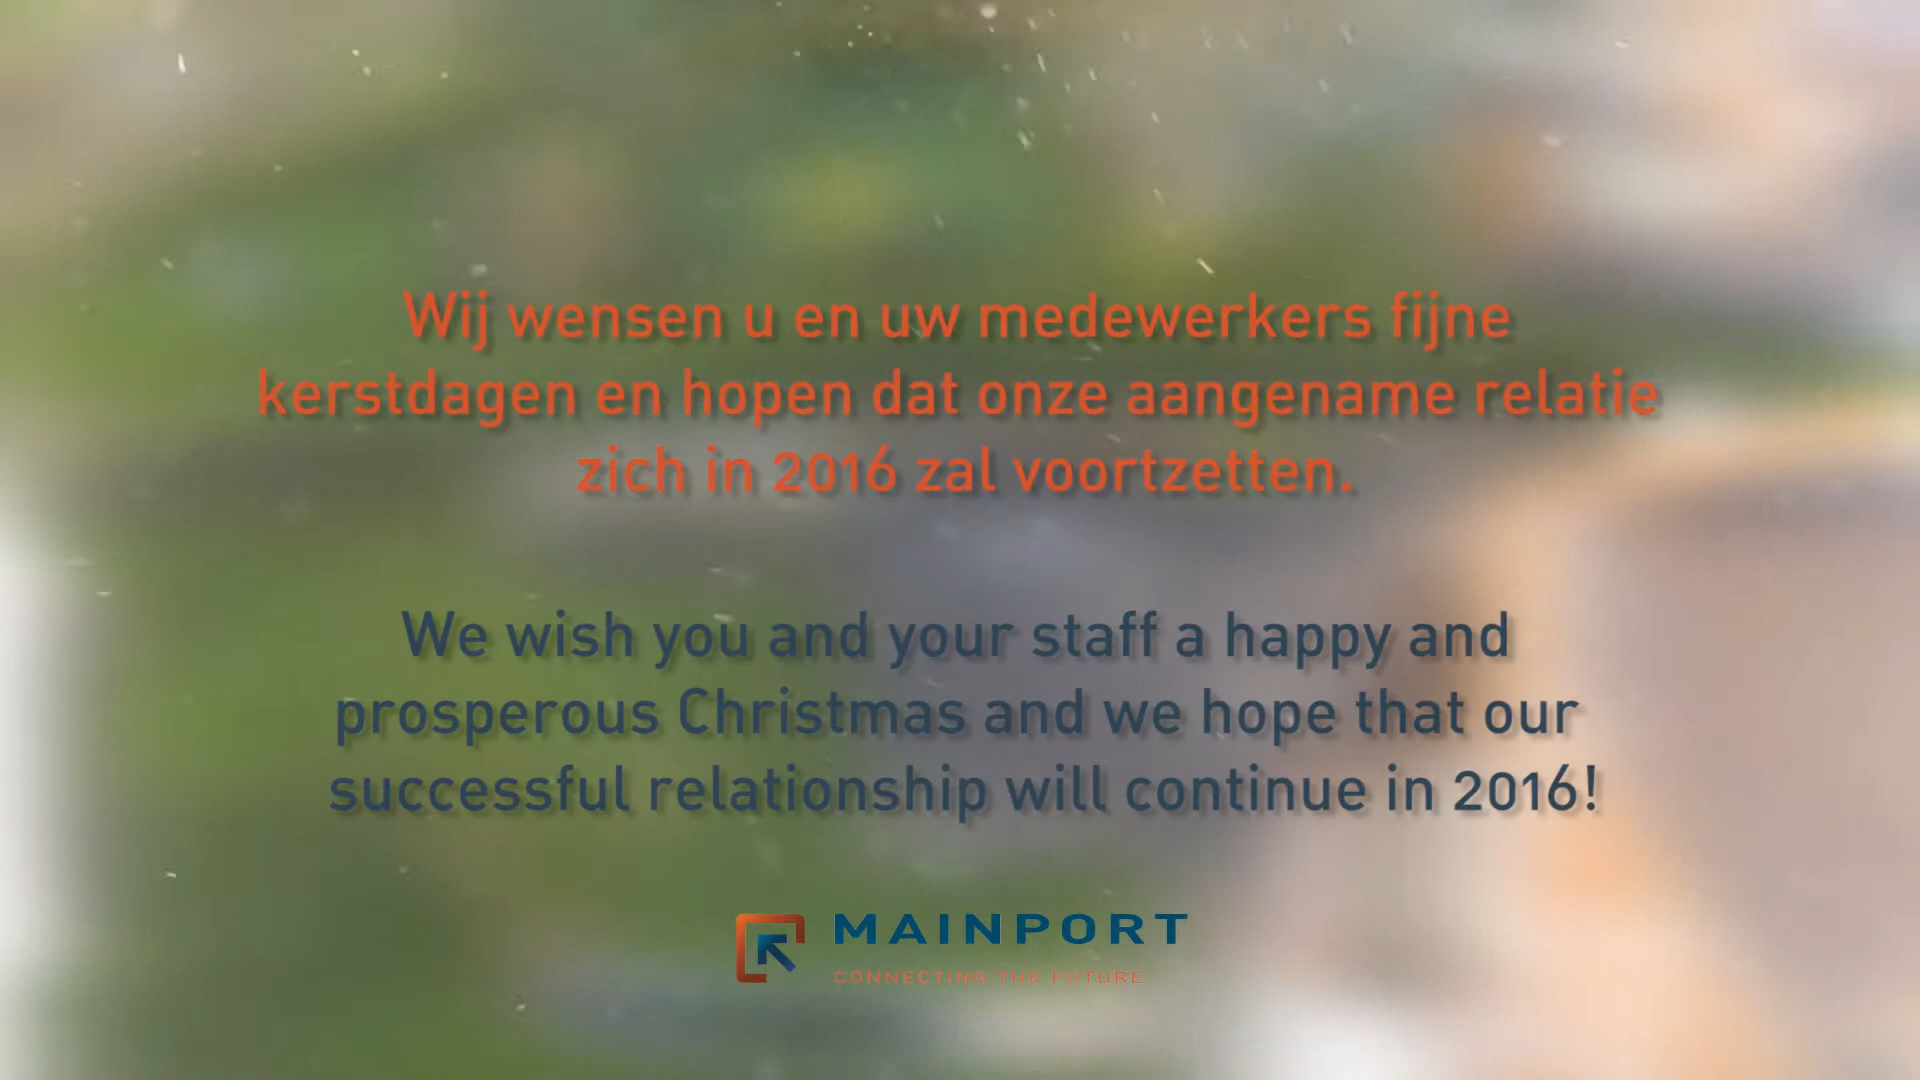 Wij wensen u en uw medewerkers fijne
kerstdagen en hopen dat onze aangename relatie
zich in 2016 zal voortzetten.
We wish you and your staff a happy and
prosperous Christmas and we hope that our
successful relationship will continue in 2016!
MAINPORT
CONNECTING THE FUTURE